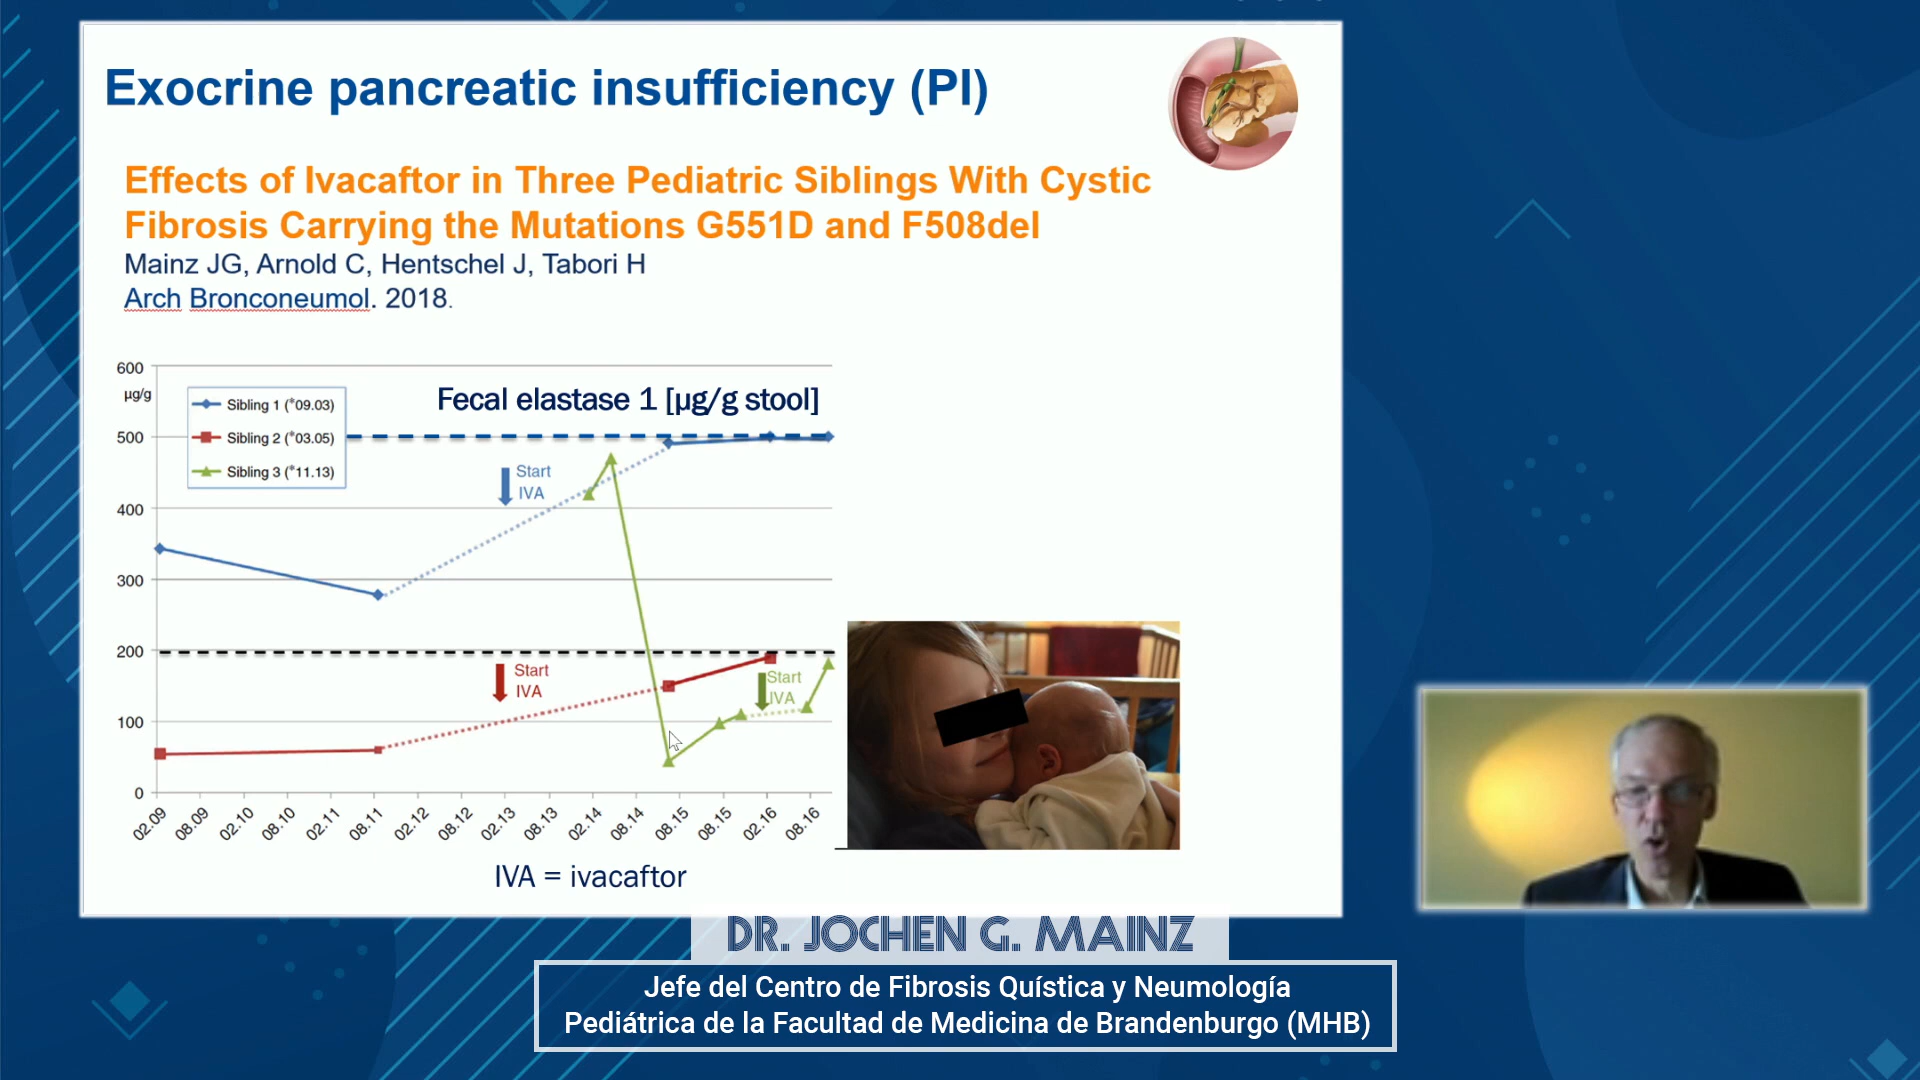 Exocrine pancreatic insufficiency (PI)
Effects of Ivacaftor in Three Pediatric Siblings With Cystic
Fibrosis Carrying the Mutations G551D and F508del
Mainz JG, Arnold C, Hentschel J, Tabori H
Arch Bronconeumol. 2018.
600
µg/g
500
400
300
200
100
0
Fecal elastase 1 [µg/g stool]
Sibling 1 (*09.03)
Sibling 2 (*03.05)
Sibling 3 (*11.13)
Start
IVA
Start
IVA
Start
IVA
02.09 08.09 02.10 08.10 02.11 08.11 02.12 08.12 02.13 08.13 02.14 08.14 08.15 08.15 02.16 08.16
IVA = ivacaftor
DR. JOCHEN G. MAINZ
Jefe del Centro de Fibrosis Quística y Neumología
Pediátrica de la Facultad de Medicina de Brandenburgo (MHB)